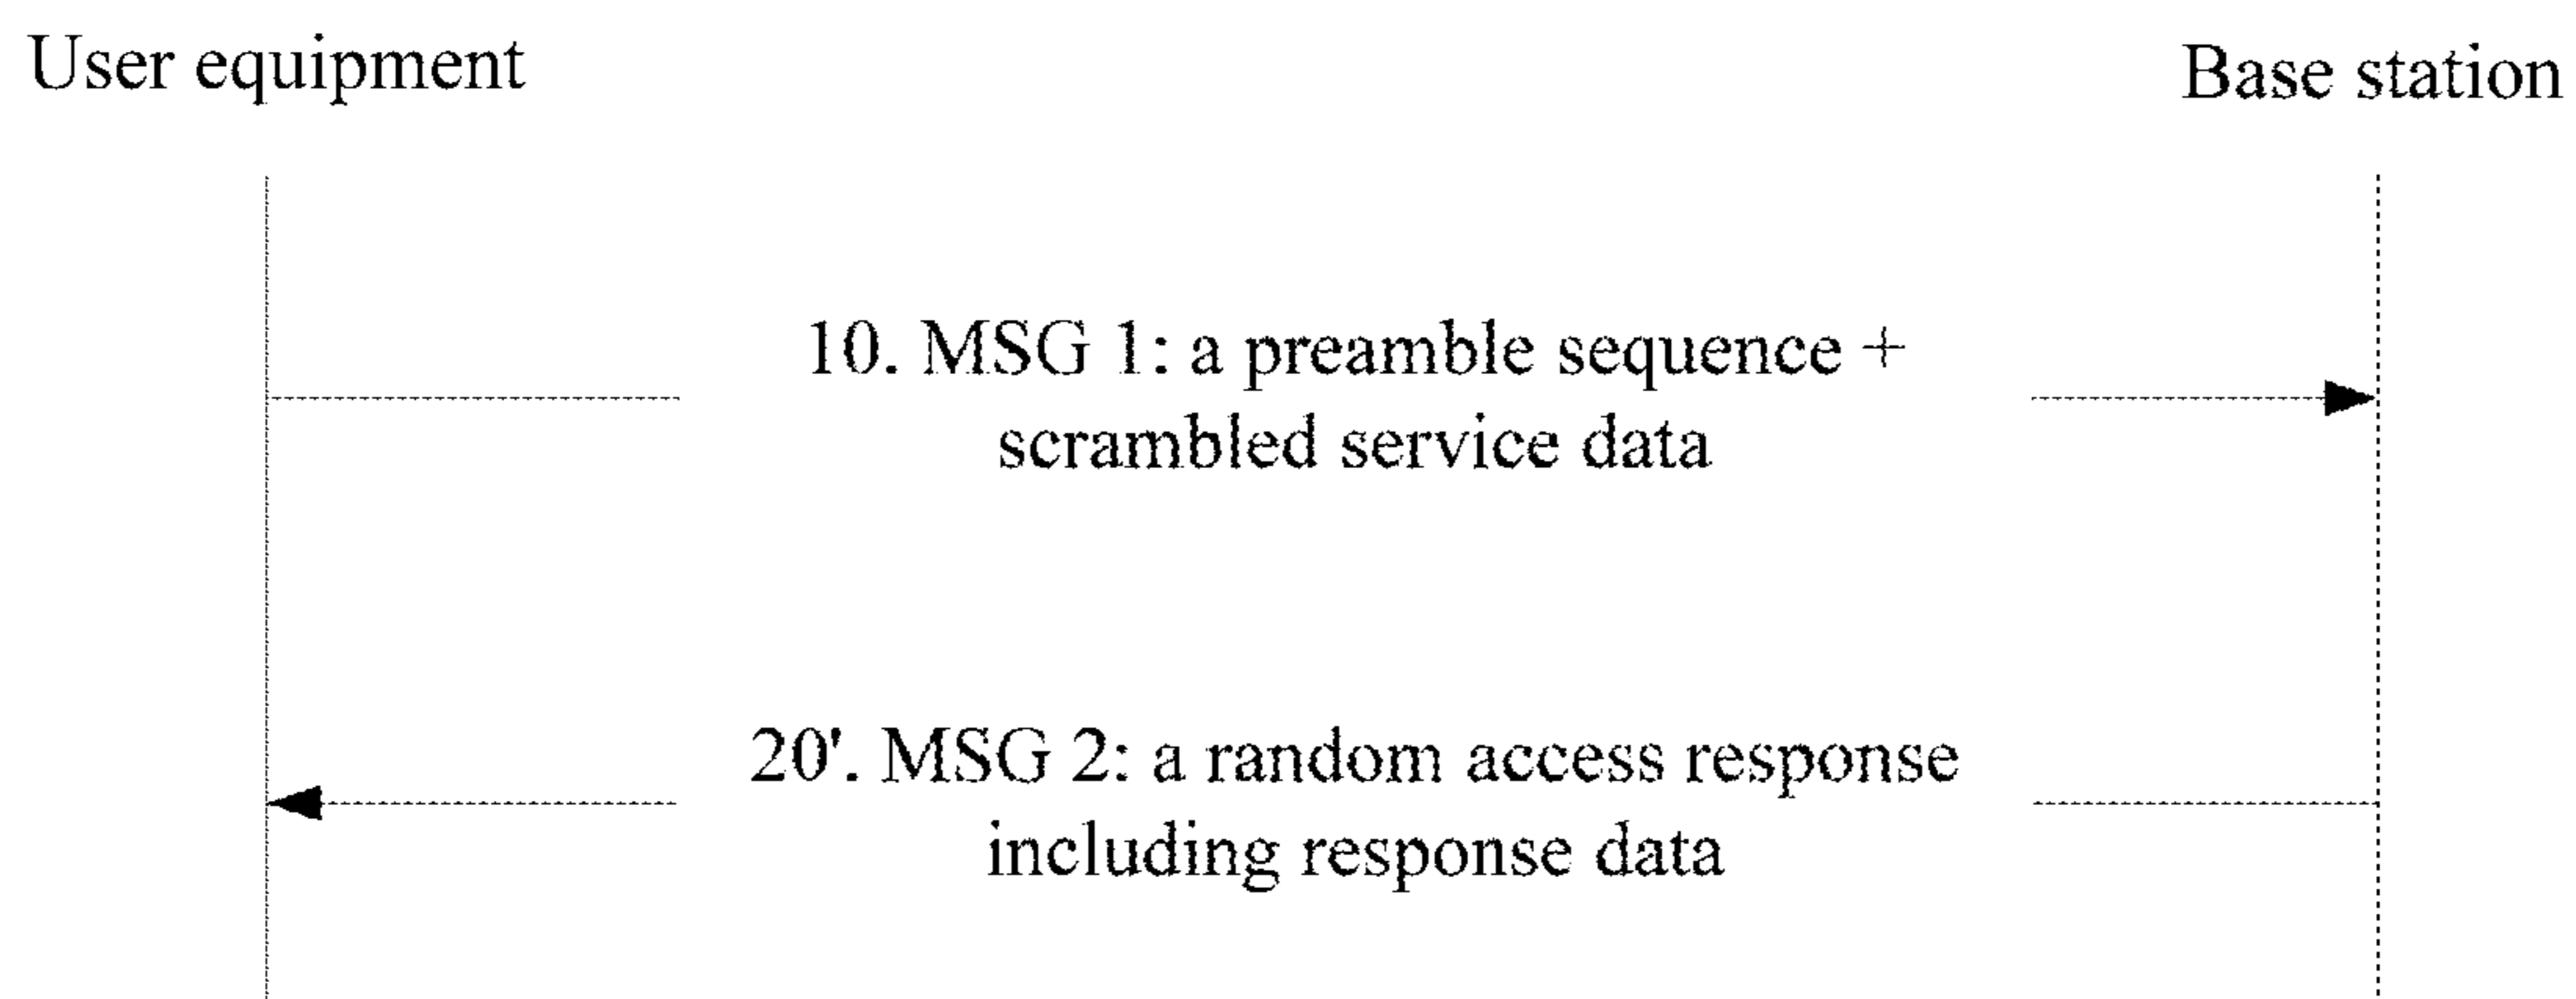 User equipment
Base station
10. MSG 1: a preamble sequence +
scrambled service data
20'. MSG 2: a random access response
including response data